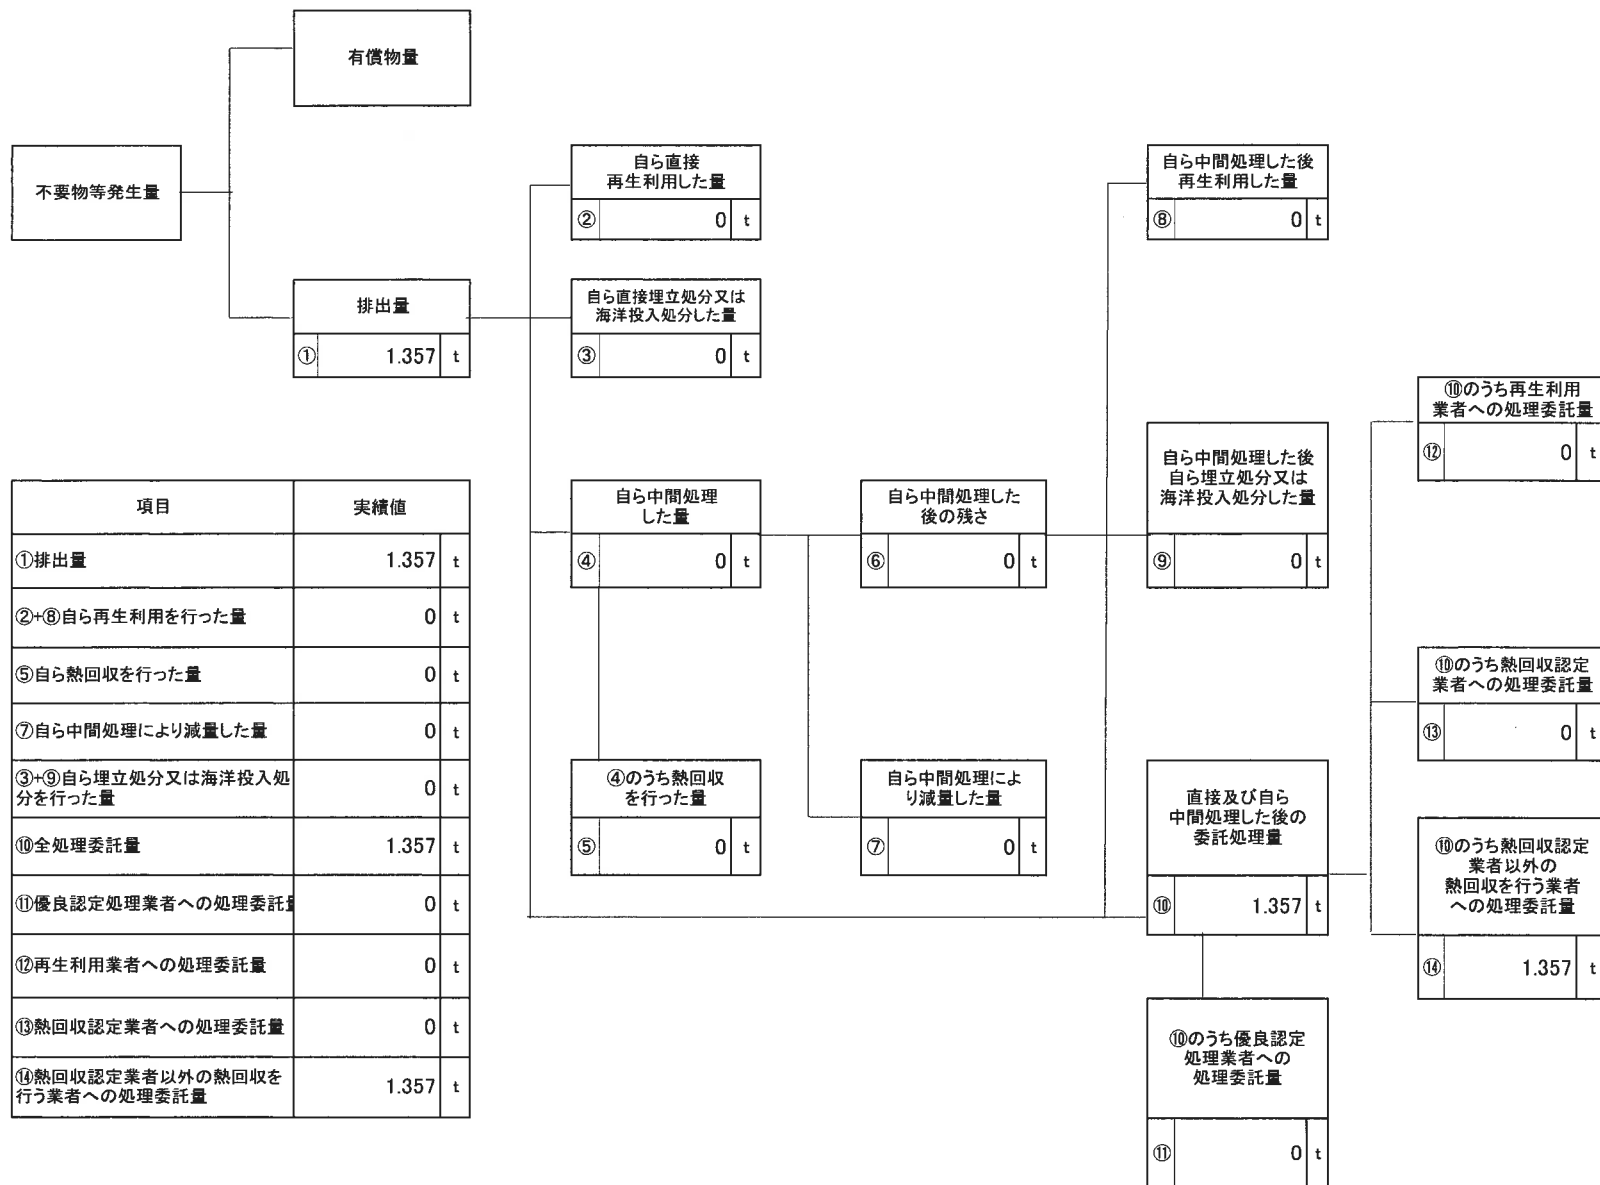 有償物量
不要物等発生量
排出量
① 1.357 t
自ら直接
再生利用した量
② 0 t
自ら直接埋立処分又は
海洋投入処分した量
③ 0 t
自ら中間処理
した量
④ 0 t
④のうち熱回収
を行った量
⑤ 0 t
自ら中間処理した
後の残さ
⑥ 0 t
自ら中間処理によ
り減量した量
⑦ 0 t
自ら中間処理した後
再生利用した量
⑧ 0 t
自ら中間処理した後
自ら埋立処分又は
海洋投入処分した量
⑨ 0 t
直接及び自ら
中間処理した後の
委託処理量
⑩ 1.357 t
⑩のうち優良認定
処理業者への
処理委託量
⑪ 0 t
⑩のうち再生利用
業者への処理委託量
⑫ 0 t
⑩のうち熱回収認定
業者への処理委託量
⑬ 0 t
⑩のうち熱回収認定
業者以外の
熱回収を行う業者
への処理委託量
⑭ 1.357 t
項目 実績値
①排出量 1.357 t
②+⑧自ら再生利用を行った量 0 t
⑤自ら熱回収を行った量 0 t
⑦自ら中間処理により減量した量 0 t
③+⑨自ら埋立処分又は海洋投入処
分を行った量 0 t
⑩全処理委託量 1.357 t
⑪優良認定処理業者への処理委託量 0 t
⑫再生利用業者への処理委託量 0 t
⑬熱回収認定業者への処理委託量 0 t
⑭熱回収認定業者以外の熱回収を
行う業者への処理委託量 1.357 t